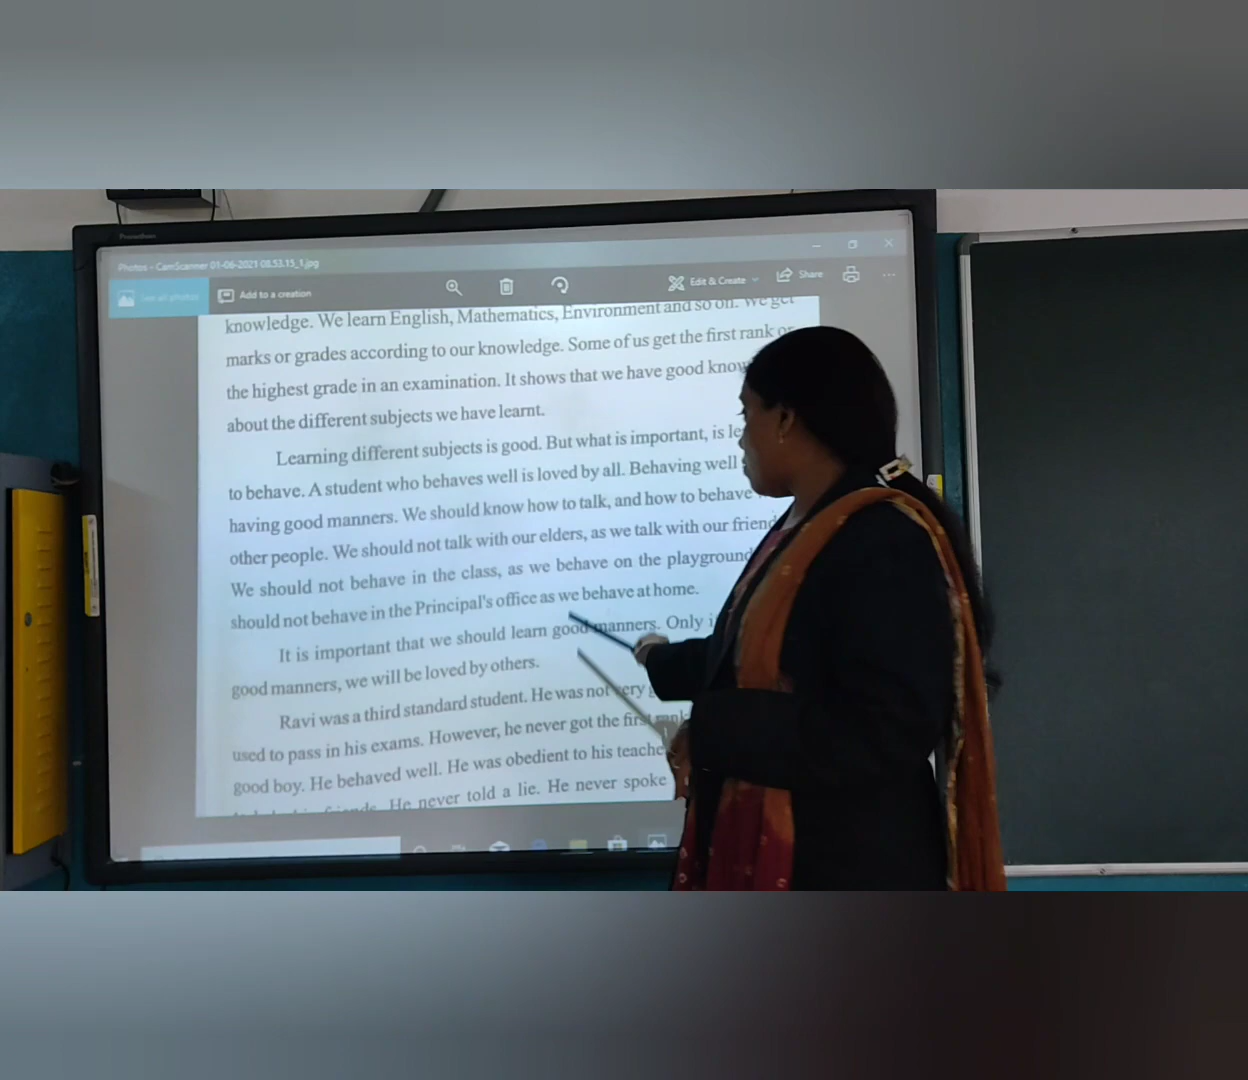 Promethean
Photos - CamScanner 01-06-2021 08.53.15_1.jpg
See all photos
Add to a creation
Edit & Create
Share
knowledge. We learn English, Mathematics, Environment and so on. We get
marks or grades according to our knowledge. Some of us get the first rank or
the highest grade in an examination. It shows that we have good know
about the different subjects we have learnt.
Learning different subjects is good. But what is important, is le
to behave. A student who behaves well is loved by all. Behaving well
having good manners. We should know how to talk, and how to behave
other people. We should not talk with our elders, as we talk with our friend
We should not behave in the class, as we behave on the playground
should not behave in the Principal's office as we behave at home.
It is important that we should learn good manners. Only i
good manners, we will be loved by others.
Ravi was a third standard student. He was not very g
used to pass in his exams. However, he never got the first rank
good boy. He behaved well. He was obedient to his teache
friends. He never told a lie. He never spoke